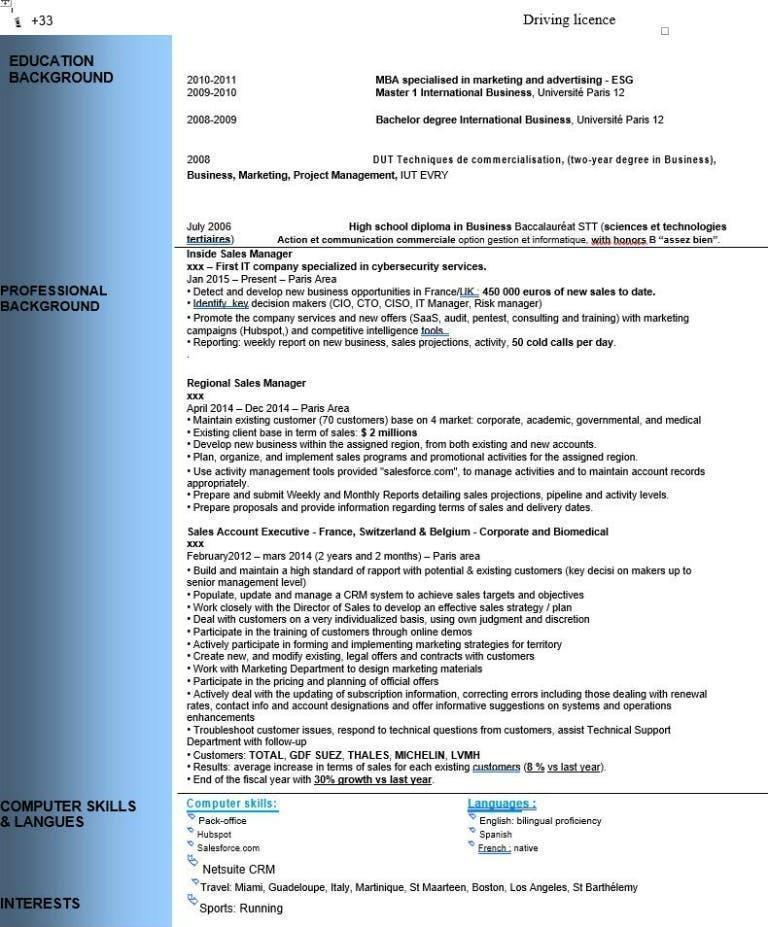 +33 Driving licence
EDUCATION
BACKGROUND
2010-2011 MBA specialised in marketing and advertising - ESG
2009-2010 Master 1 International Business, Université Paris 12
2008-2009 Bachelor degree International Business, Université Paris 12
2008 DUT Techniques de commercialisation, (two-year degree in Business),
Business, Marketing, Project Management, IUT EVRY
July 2006 High school diploma in Business Baccalauréat STT (sciences et technologies
tertiaires) Action et communication commerciale option gestion et informatique, with honors B “assez bien”.
PROFESSIONAL
BACKGROUND
Inside Sales Manager
xxx – First IT company specialized in cybersecurity services.
Jan 2015 – Present – Paris Area
• Detect and develop new business opportunities in France/UK : 450 000 euros of new sales to date.
• Identify key decision makers (CIO, CTO, CISO, IT Manager, Risk manager)
• Promote the company services and new offers (SaaS, audit, pentest, consulting and training) with marketing
campaigns (Hubspot,) and competitive intelligence tools..
• Reporting: weekly report on new business, sales projections, activity, 50 cold calls per day.
.
Regional Sales Manager
xxx
April 2014 – Dec 2014 – Paris Area
• Maintain existing customer (70 customers) base on 4 market: corporate, academic, governmental, and medical
• Existing client base in term of sales: $ 2 millions
• Develop new business within the assigned region, from both existing and new accounts.
• Plan, organize, and implement sales programs and promotional activities for the assigned region.
• Use activity management tools provided "salesforce.com", to manage activities and to maintain account records
appropriately.
• Prepare and submit Weekly and Monthly Reports detailing sales projections, pipeline and activity levels.
• Prepare proposals and provide information regarding terms of sales and delivery dates.
Sales Account Executive - France, Switzerland & Belgium - Corporate and Biomedical
xxx
February2012 – mars 2014 (2 years and 2 months) – Paris area
• Build and maintain a high standard of rapport with potential & existing customers (key decisi on makers up to
senior management level)
• Populate, update and manage a CRM system to achieve sales targets and objectives
• Work closely with the Director of Sales to develop an effective sales strategy / plan
• Deal with customers on a very individualized basis, using own judgment and discretion
• Participate in the training of customers through online demos
• Actively participate in forming and implementing marketing strategies for territory
• Create new, and modify existing, legal offers and contracts with customers
• Work with Marketing Department to design marketing materials
• Participate in the pricing and planning of official offers
• Actively deal with the updating of subscription information, correcting errors including those dealing with renewal
rates, contact info and account designations and offer informative suggestions on systems and operations
enhancements
• Troubleshoot customer issues, respond to technical questions from customers, assist Technical Support
Department with follow-up
• Customers: TOTAL, GDF SUEZ, THALES, MICHELIN, LVMH
• Results: average increase in terms of sales for each existing customers (8 % vs last year).
• End of the fiscal year with 30% growth vs last year.
COMPUTER SKILLS
& LANGUES
Computer skills: Languages :
Pack-office English: bilingual proficiency
Hubspot Spanish
Salesforce.com French : native
Netsuite CRM
INTERESTS
Travel: Miami, Guadeloupe, Italy, Martinique, St Maarteen, Boston, Los Angeles, St Barthélemy
Sports: Running